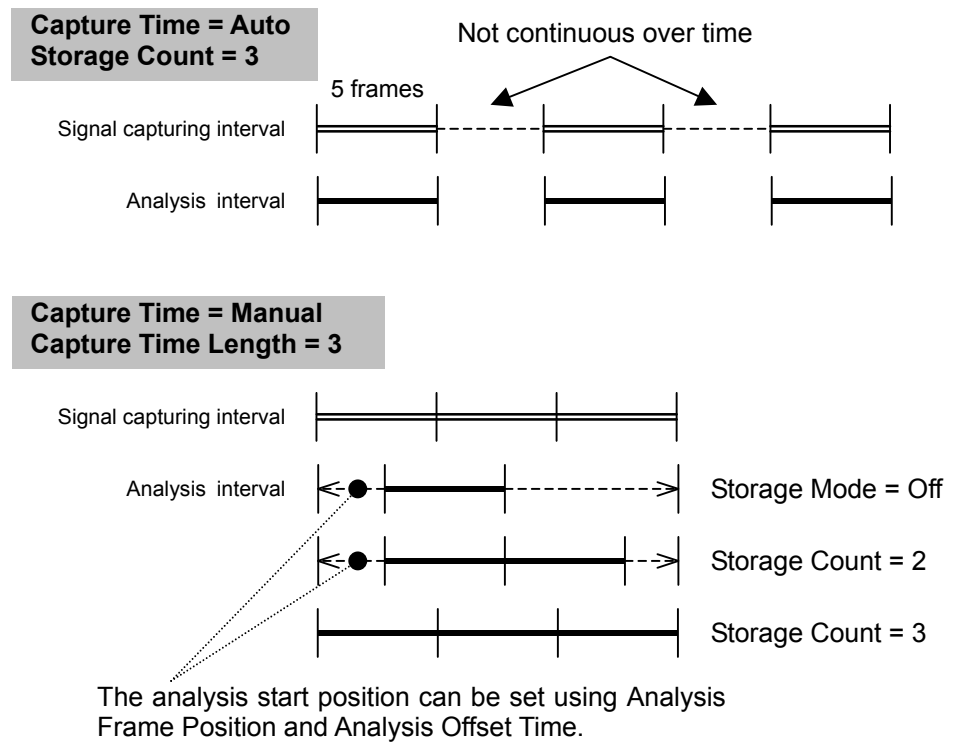 Capture Time = Auto
Storage Count = 3
Not continuous over time
5 frames
Signal capturing interval
Analysis interval
Capture Time = Manual
Capture Time Length = 3
Signal capturing interval
Analysis interval
Storage Mode = Off
Storage Count = 2
Storage Count = 3
The analysis start position can be set using Analysis
Frame Position and Analysis Offset Time.